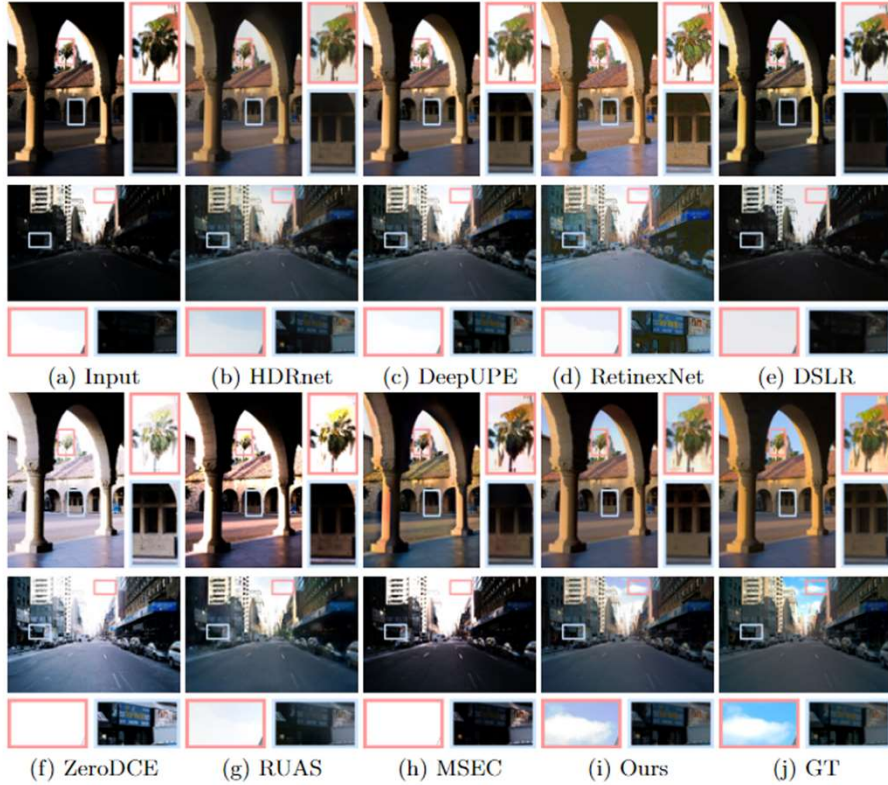 (a) Input (b) HDRnet (c) DeepUPE (d) RetinexNet (e) DSLR
(f) ZeroDCE (g) RUAS (h) MSEC (i) Ours (j) GT